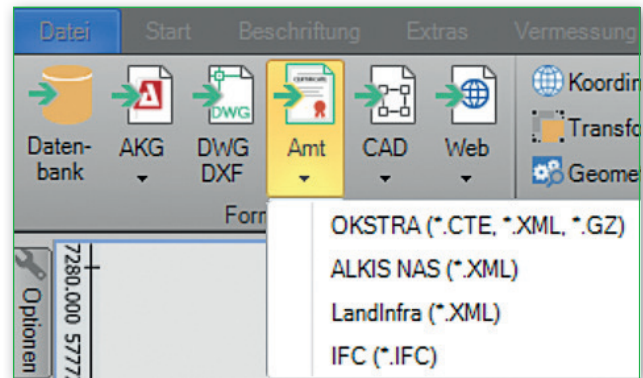 Datei Start Beschriftung Extras Vermessung
Daten-
bank
AKG
DWG
DWG
DXF
Amt
CAD
Web
Koordin
Transfo
Geomet
Form
OKSTRA (*.CTE, *.XML, *.GZ)
ALKIS NAS (*.XML)
LandInfra (*.XML)
IFC (*.IFC)
Optionen
7280.000 5777